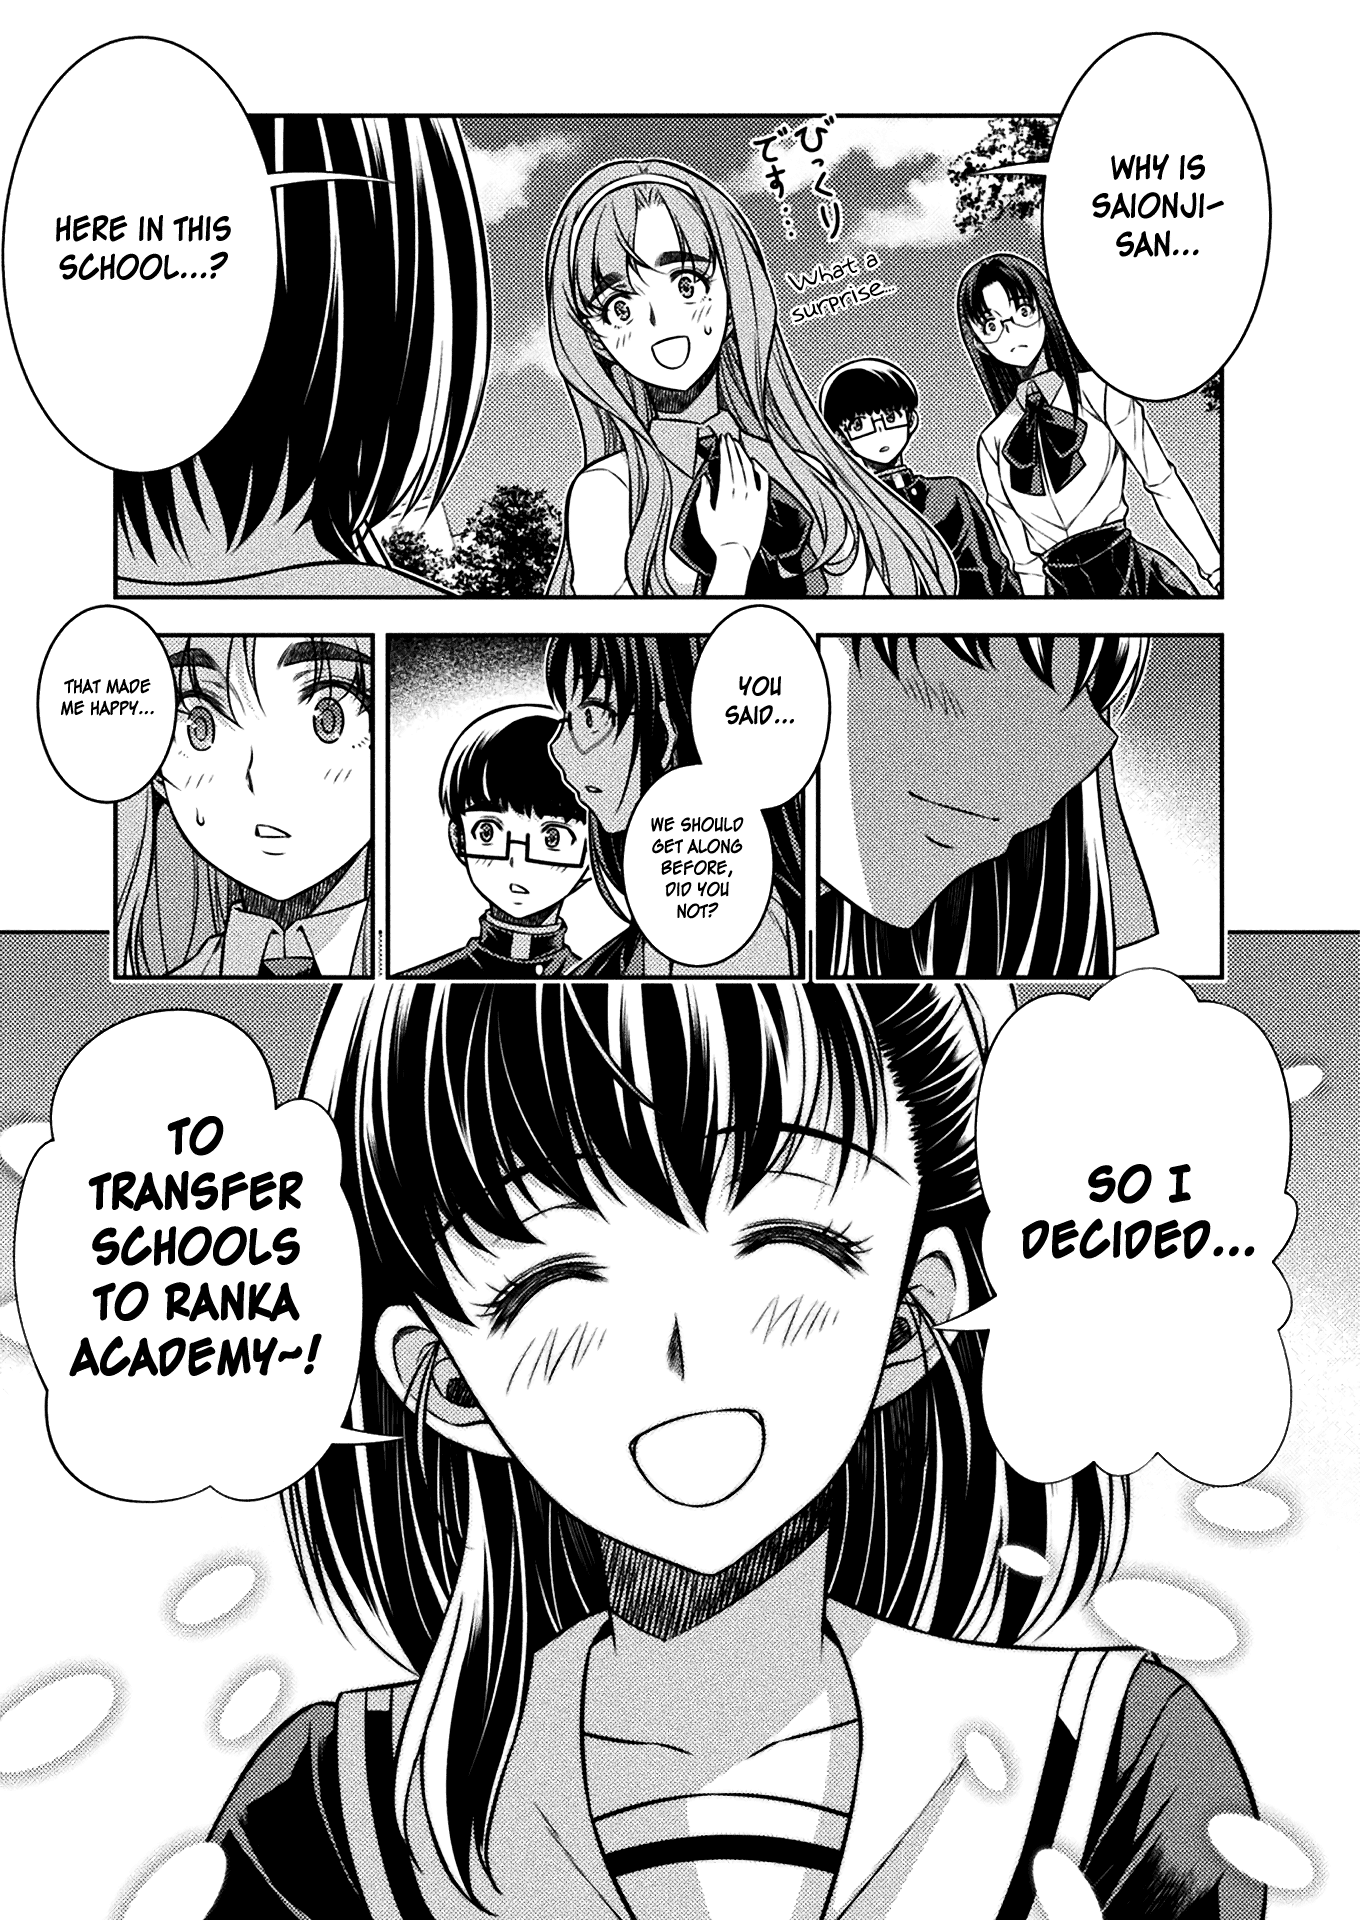 WHY IS
SAIONJI-
SAN...
びっくり
です…
What a
surprise...
HERE IN THIS
SCHOOL...?
YOU
SAID...
WE SHOULD
GET ALONG
BEFORE,
DID YOU
NOT?
THAT MADE
ME HAPPY...
SO I
DECIDED...
TO
TRANSFER
SCHOOLS
TO RANKA
ACADEMY~!